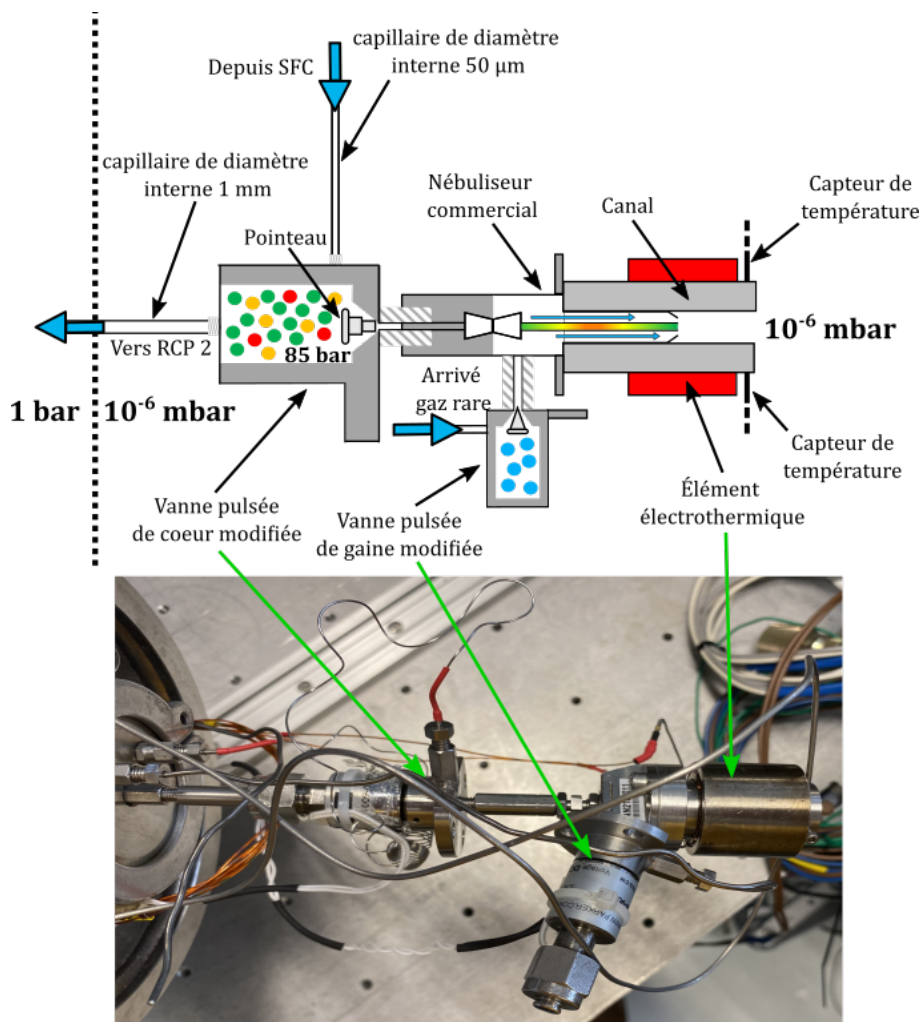 capillaire de diamètre
interne 50 µm
Depuis SFC
capillaire de diamètre
interne 1 mm
Nébuliseur
commercial
Capteur de
température
Canal
Pointeau
85 bar
Vers RCP 2
10⁻⁶ mbar
Arrivé
gaz rare
1 bar
10⁻⁶ mbar
Capteur de
température
Vanne pulsée
de coeur modifiée
Vanne pulsée
de gaine modifiée
Élément
électrothermique